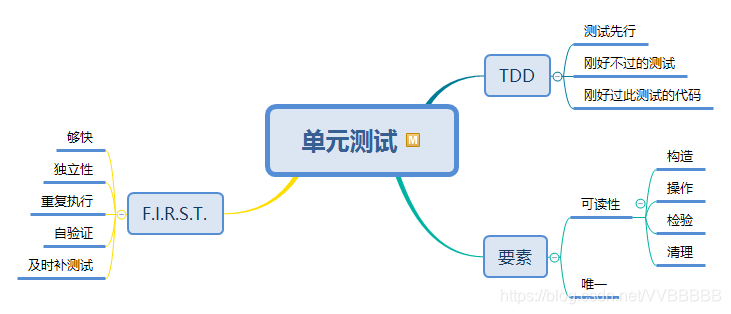 单元测试
M
TDD
测试先行
刚好不过的测试
刚好过此测试的代码
要素
可读性
构造
操作
检验
清理
唯一
F.I.R.S.T.
够快
独立性
重复执行
自验证
及时补测试
https://blog.csdn.net/VVBBBBB